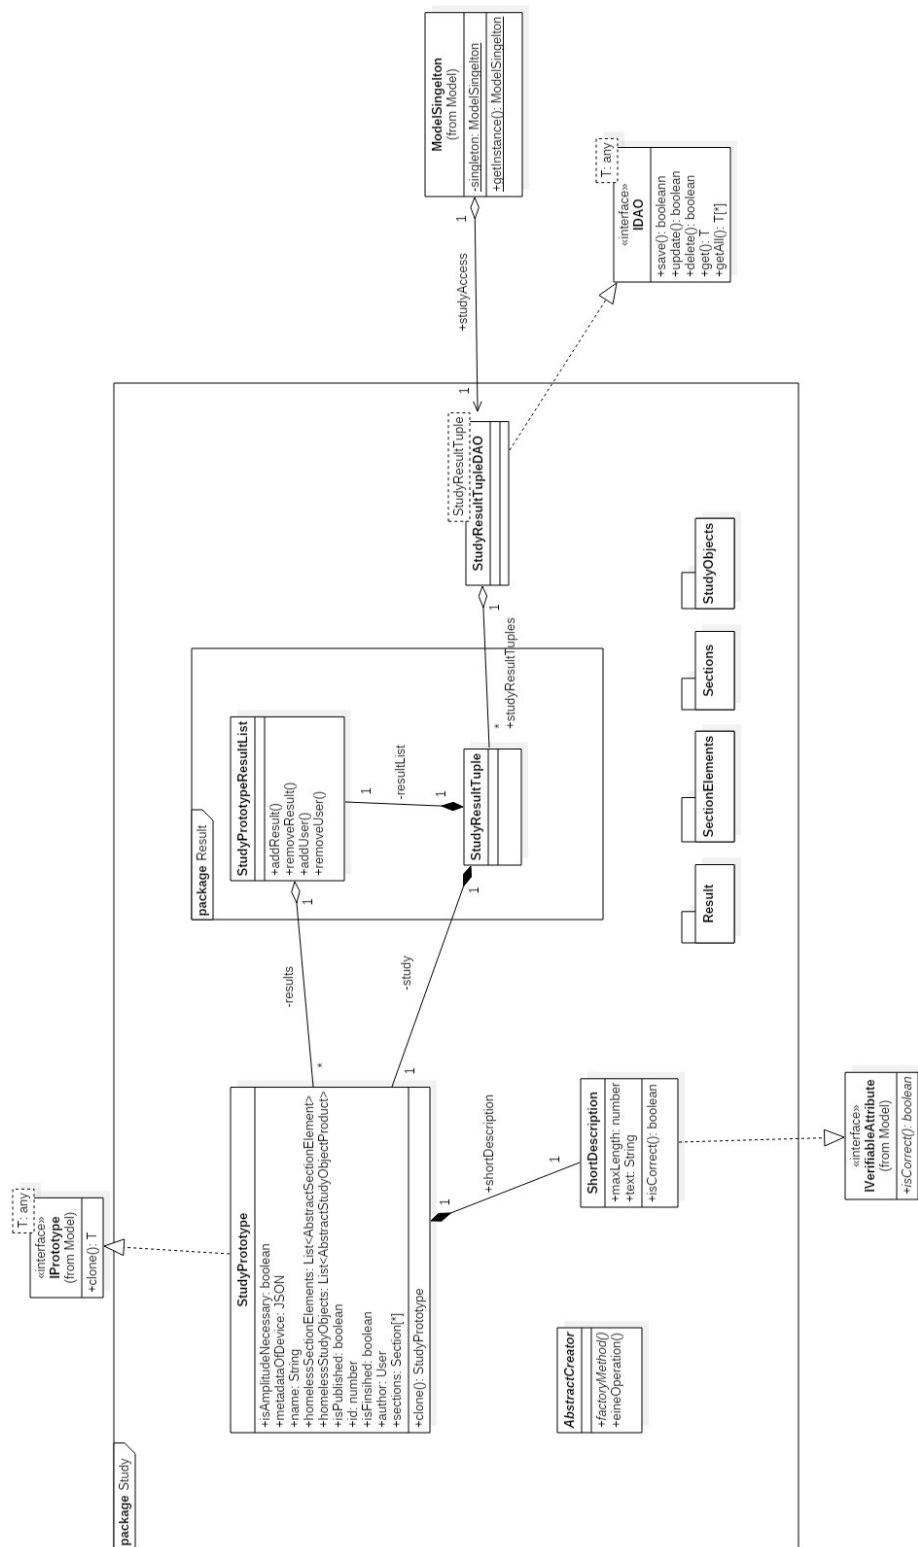 package Study
«interface»
IPrototype
(from Model)
T: any
+clone(): T
StudyPrototype
+isAmplitudeNecessary: boolean
+metadataOfDevice: JSON
+name: String
+homelessSectionElements: List<AbstractSectionElement>
+homelessStudyObjects: List<AbstractStudyObjectProduct>
+isPublished: boolean
+id: number
+isFinsihed: boolean
+author: User
+sections: Section[*]
+clone(): StudyPrototype
-results
*
1
-study
1
1
+shortDescription
1
1
package Result
StudyPrototypeResultList
+addResult()
+removeResult()
+addUser()
+removeUser()
1
-resultList
1
StudyResultTuple
*
+studyResultTuples
1
StudyResultTuple
StudyResultTupleDAO
1
+studyAccess
1
ModelSingelton
(from Model)
-singleton: ModelSingelton
+getInstance(): ModelSingelton
T: any
«interface»
IDAO
+save(): booleann
+update(): boolean
+delete(): boolean
+get(): T
+getAll(): T[*]
AbstractCreator
+factoryMethod()
+eineOperation()
ShortDescription
+maxLength: number
+text: String
+isCorrect(): boolean
Result
SectionElements
Sections
StudyObjects
«interface»
IVerifiableAttribute
(from Model)
+isCorrect(): boolean